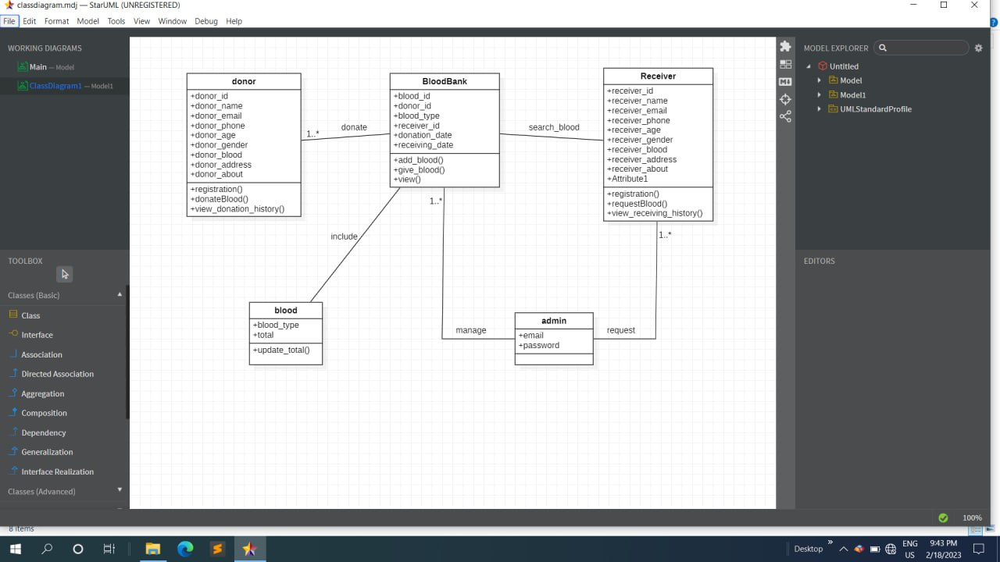 classdiagram.mdj — StarUML (UNREGISTERED)
File Edit Format Model Tools View Window Debug Help
WORKING DIAGRAMS
Main — Model
ClassDiagram1 — Model1
TOOLBOX
Classes (Basic)
Class
Interface
Association
Directed Association
Aggregation
Composition
Dependency
Generalization
Interface Realization
Classes (Advanced)
donor
+donor_id
+donor_name
+donor_email
+donor_phone
+donor_age
+donor_gender
+donor_blood
+donor_address
+donor_about
+registration()
+donateBlood()
+view_donation_history()
1..*
donate
BloodBank
+blood_id
+donor_id
+blood_type
+receiver_id
+donation_date
+receiving_date
+add_blood()
+give_blood()
+view()
search_blood
Receiver
+receiver_id
+receiver_name
+receiver_email
+receiver_phone
+receiver_age
+receiver_gender
+receiver_blood
+receiver_address
+receiver_about
+Attribute1
+registration()
+requestBlood()
+view_receiving_history()
1..*
1..*
include
blood
+blood_type
+total
+update_total()
manage
admin
+email
+password
request
MODEL EXPLORER
Untitled
Model
Model1
UMLStandardProfile
EDITORS
100%
8 items
Desktop
ENG
US
9:43 PM
2/18/2023